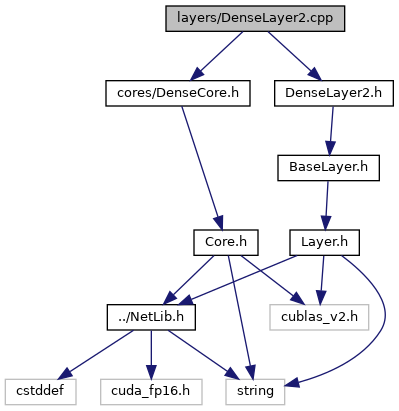 layers/DenseLayer2.cpp
cores/DenseCore.h
DenseLayer2.h
BaseLayer.h
Core.h
Layer.h
../NetLib.h
cublas_v2.h
cstddef
cuda_fp16.h
string